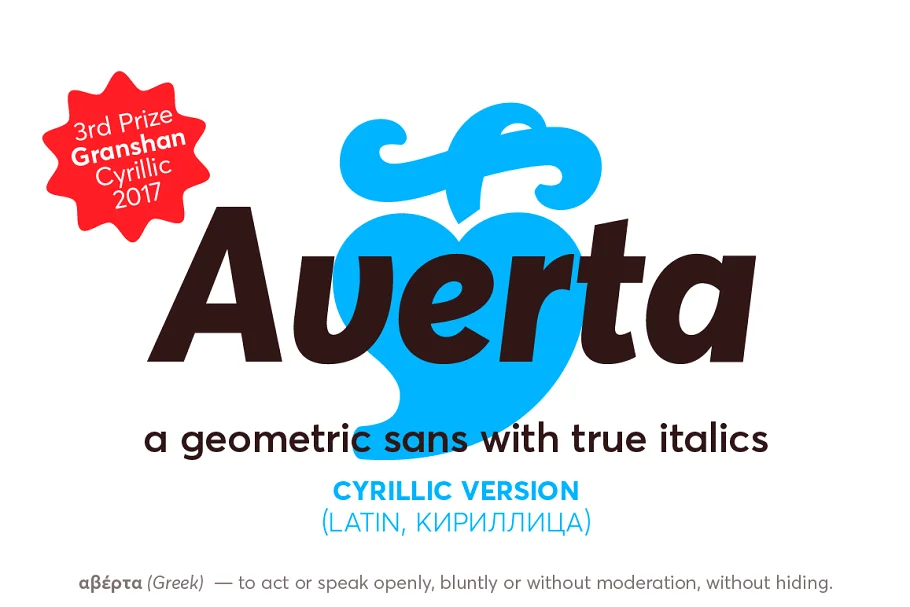 3rd Prize
Granshan
Cyrillic
2017
Averta
a geometric sans with true italics
CYRILLIC VERSION
(LATIN, КИРИЛЛИЦА)
αβέρτα (Greek) — to act or speak openly, bluntly or without moderation, without hiding.